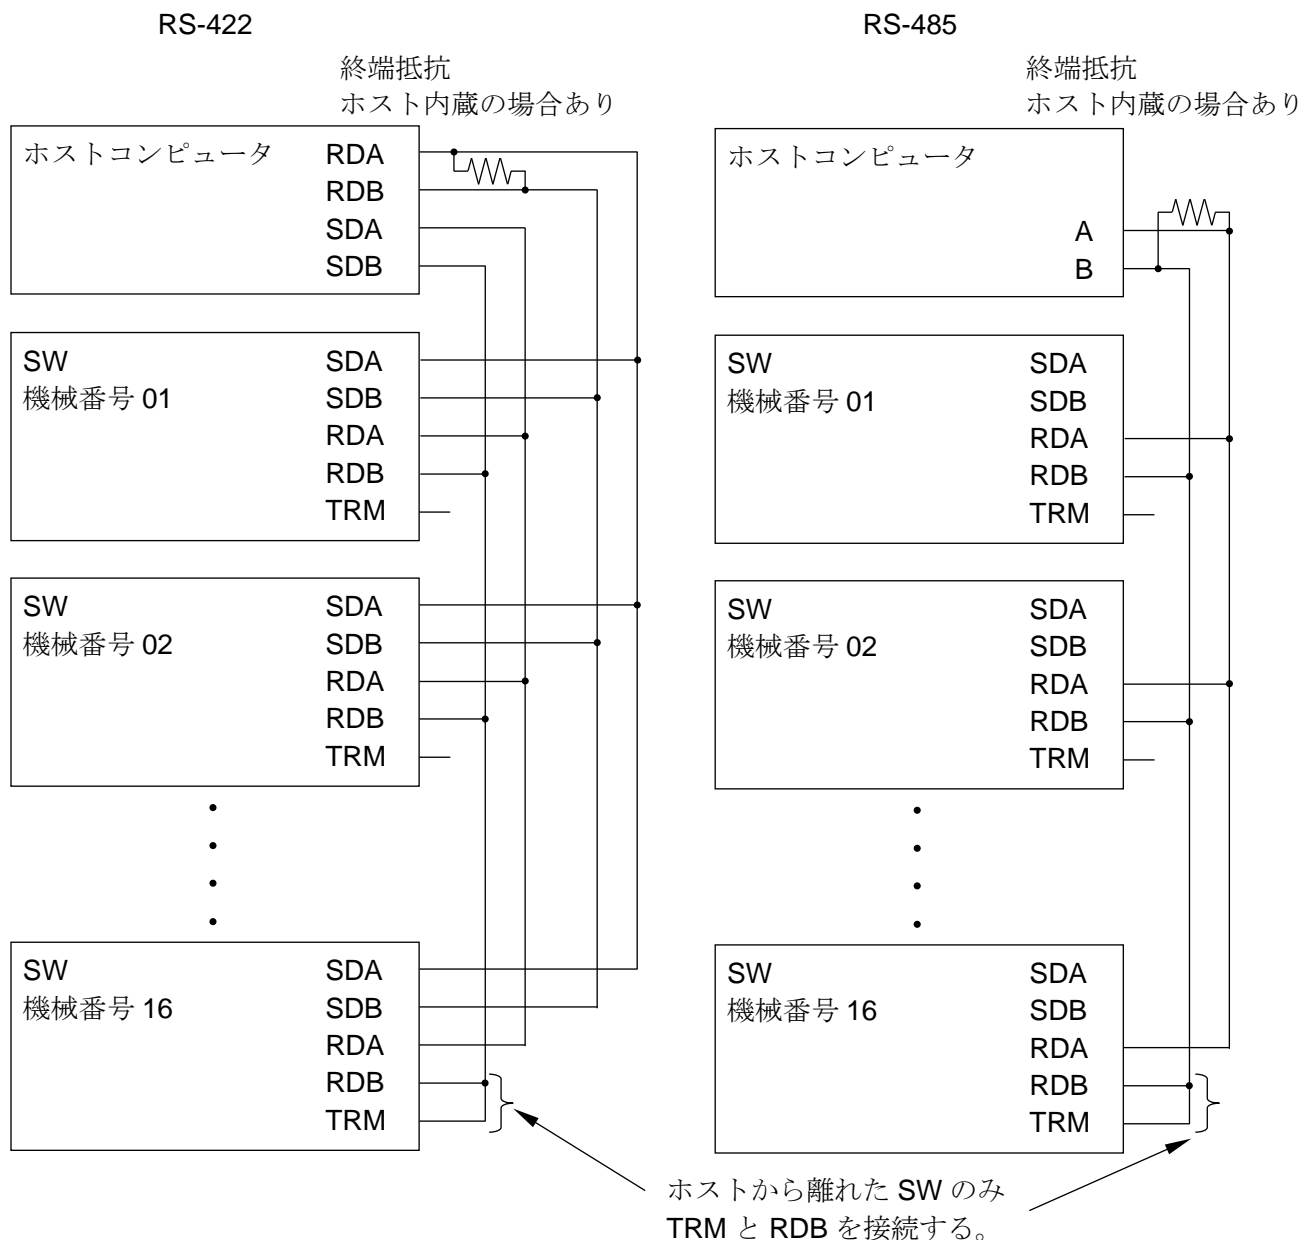 RS-422
終端抵抗
ホスト内蔵の場合あり
ホストコンピュータ
RDA
RDB
SDA
SDB
SW
機械番号 01
SDA
SDB
RDA
RDB
TRM
SW
機械番号 02
SDA
SDB
RDA
RDB
TRM
SW
機械番号 16
SDA
SDB
RDA
RDB
TRM
RS-485
終端抵抗
ホスト内蔵の場合あり
ホストコンピュータ
A
B
SW
機械番号 01
SDA
SDB
RDA
RDB
TRM
SW
機械番号 02
SDA
SDB
RDA
RDB
TRM
SW
機械番号 16
SDA
SDB
RDA
RDB
TRM
ホストから離れた SW のみ
TRM と RDB を接続する。